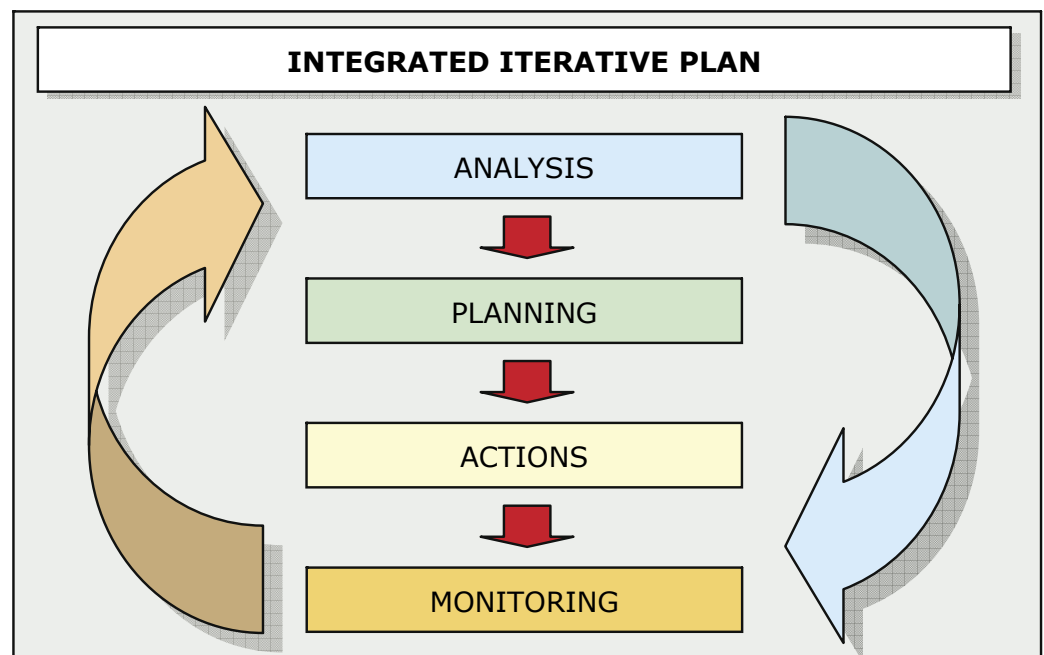 INTEGRATED ITERATIVE PLAN
ANALYSIS
PLANNING
ACTIONS
MONITORING